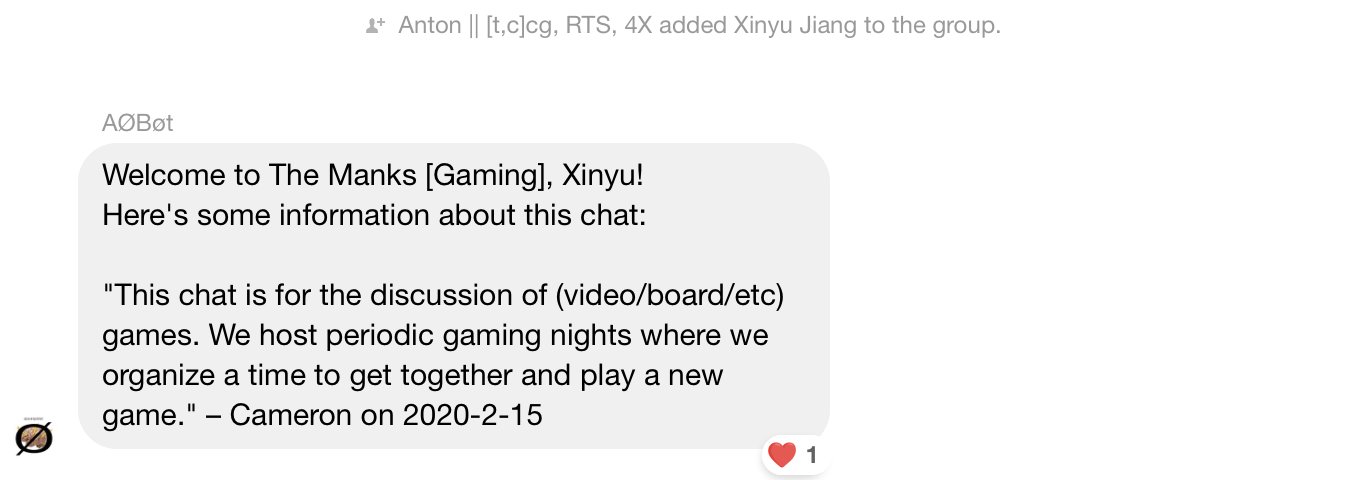 Anton || [t,c]cg, RTS, 4X added Xinyu Jiang to the group.
AØBøt
Welcome to The Manks [Gaming], Xinyu!
Here's some information about this chat:
"This chat is for the discussion of (video/board/etc)
games. We host periodic gaming nights where we
organize a time to get together and play a new
game." – Cameron on 2020-2-15
Ø
1